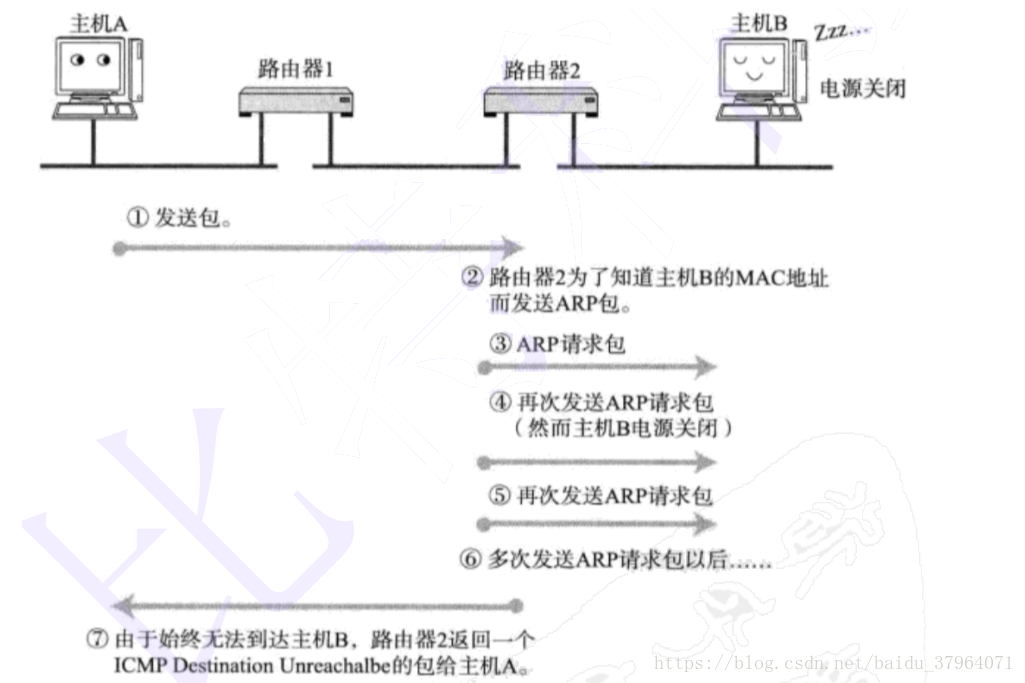 主机A
主机B
Zzz…
路由器1
路由器2
电源关闭
① 发送包。
② 路由器2为了知道主机B的MAC地址
而发送ARP包。
③ ARP请求包
④ 再次发送ARP请求包
（然而主机B电源关闭）
⑤ 再次发送ARP请求包
⑥ 多次发送ARP请求包以后……
⑦ 由于始终无法到达主机B，路由器2返回一个
ICMP Destination Unreachalbe的包给主机A。
https://blog.csdn.net/baidu_37964071